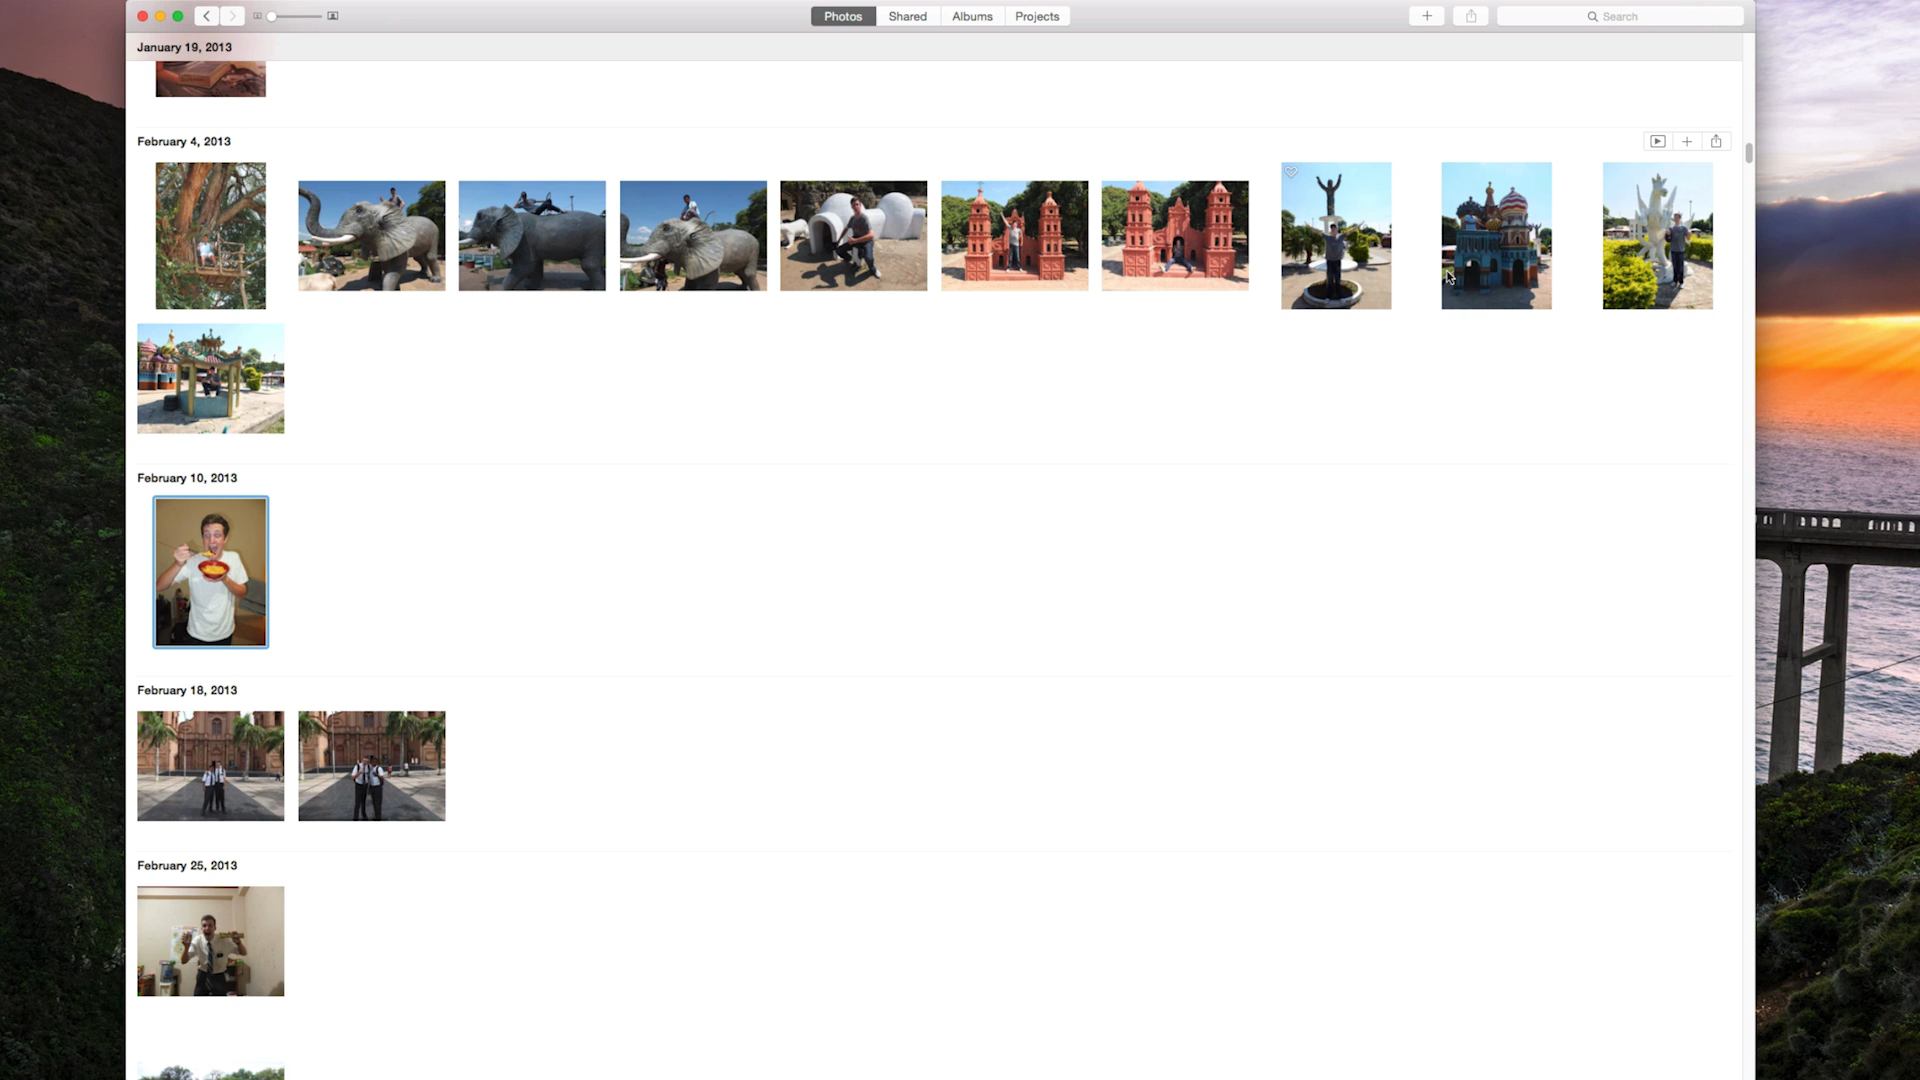 Photos
Shared
Albums
Projects
Search
January 19, 2013
February 4, 2013
February 10, 2013
February 18, 2013
February 25, 2013